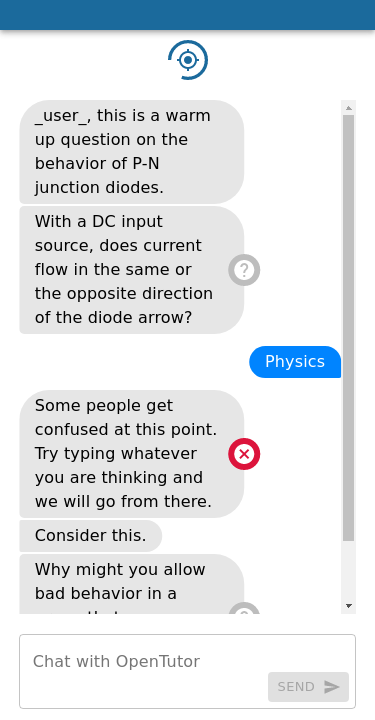 _user_, this is a warm
up question on the
behavior of P-N
junction diodes.
With a DC input
source, does current
flow in the same or
the opposite direction
of the diode arrow?
Physics
Some people get
confused at this point.
Try typing whatever
you are thinking and
we will go from there.
Consider this.
Why might you allow
bad behavior in a
Chat with OpenTutor
SEND